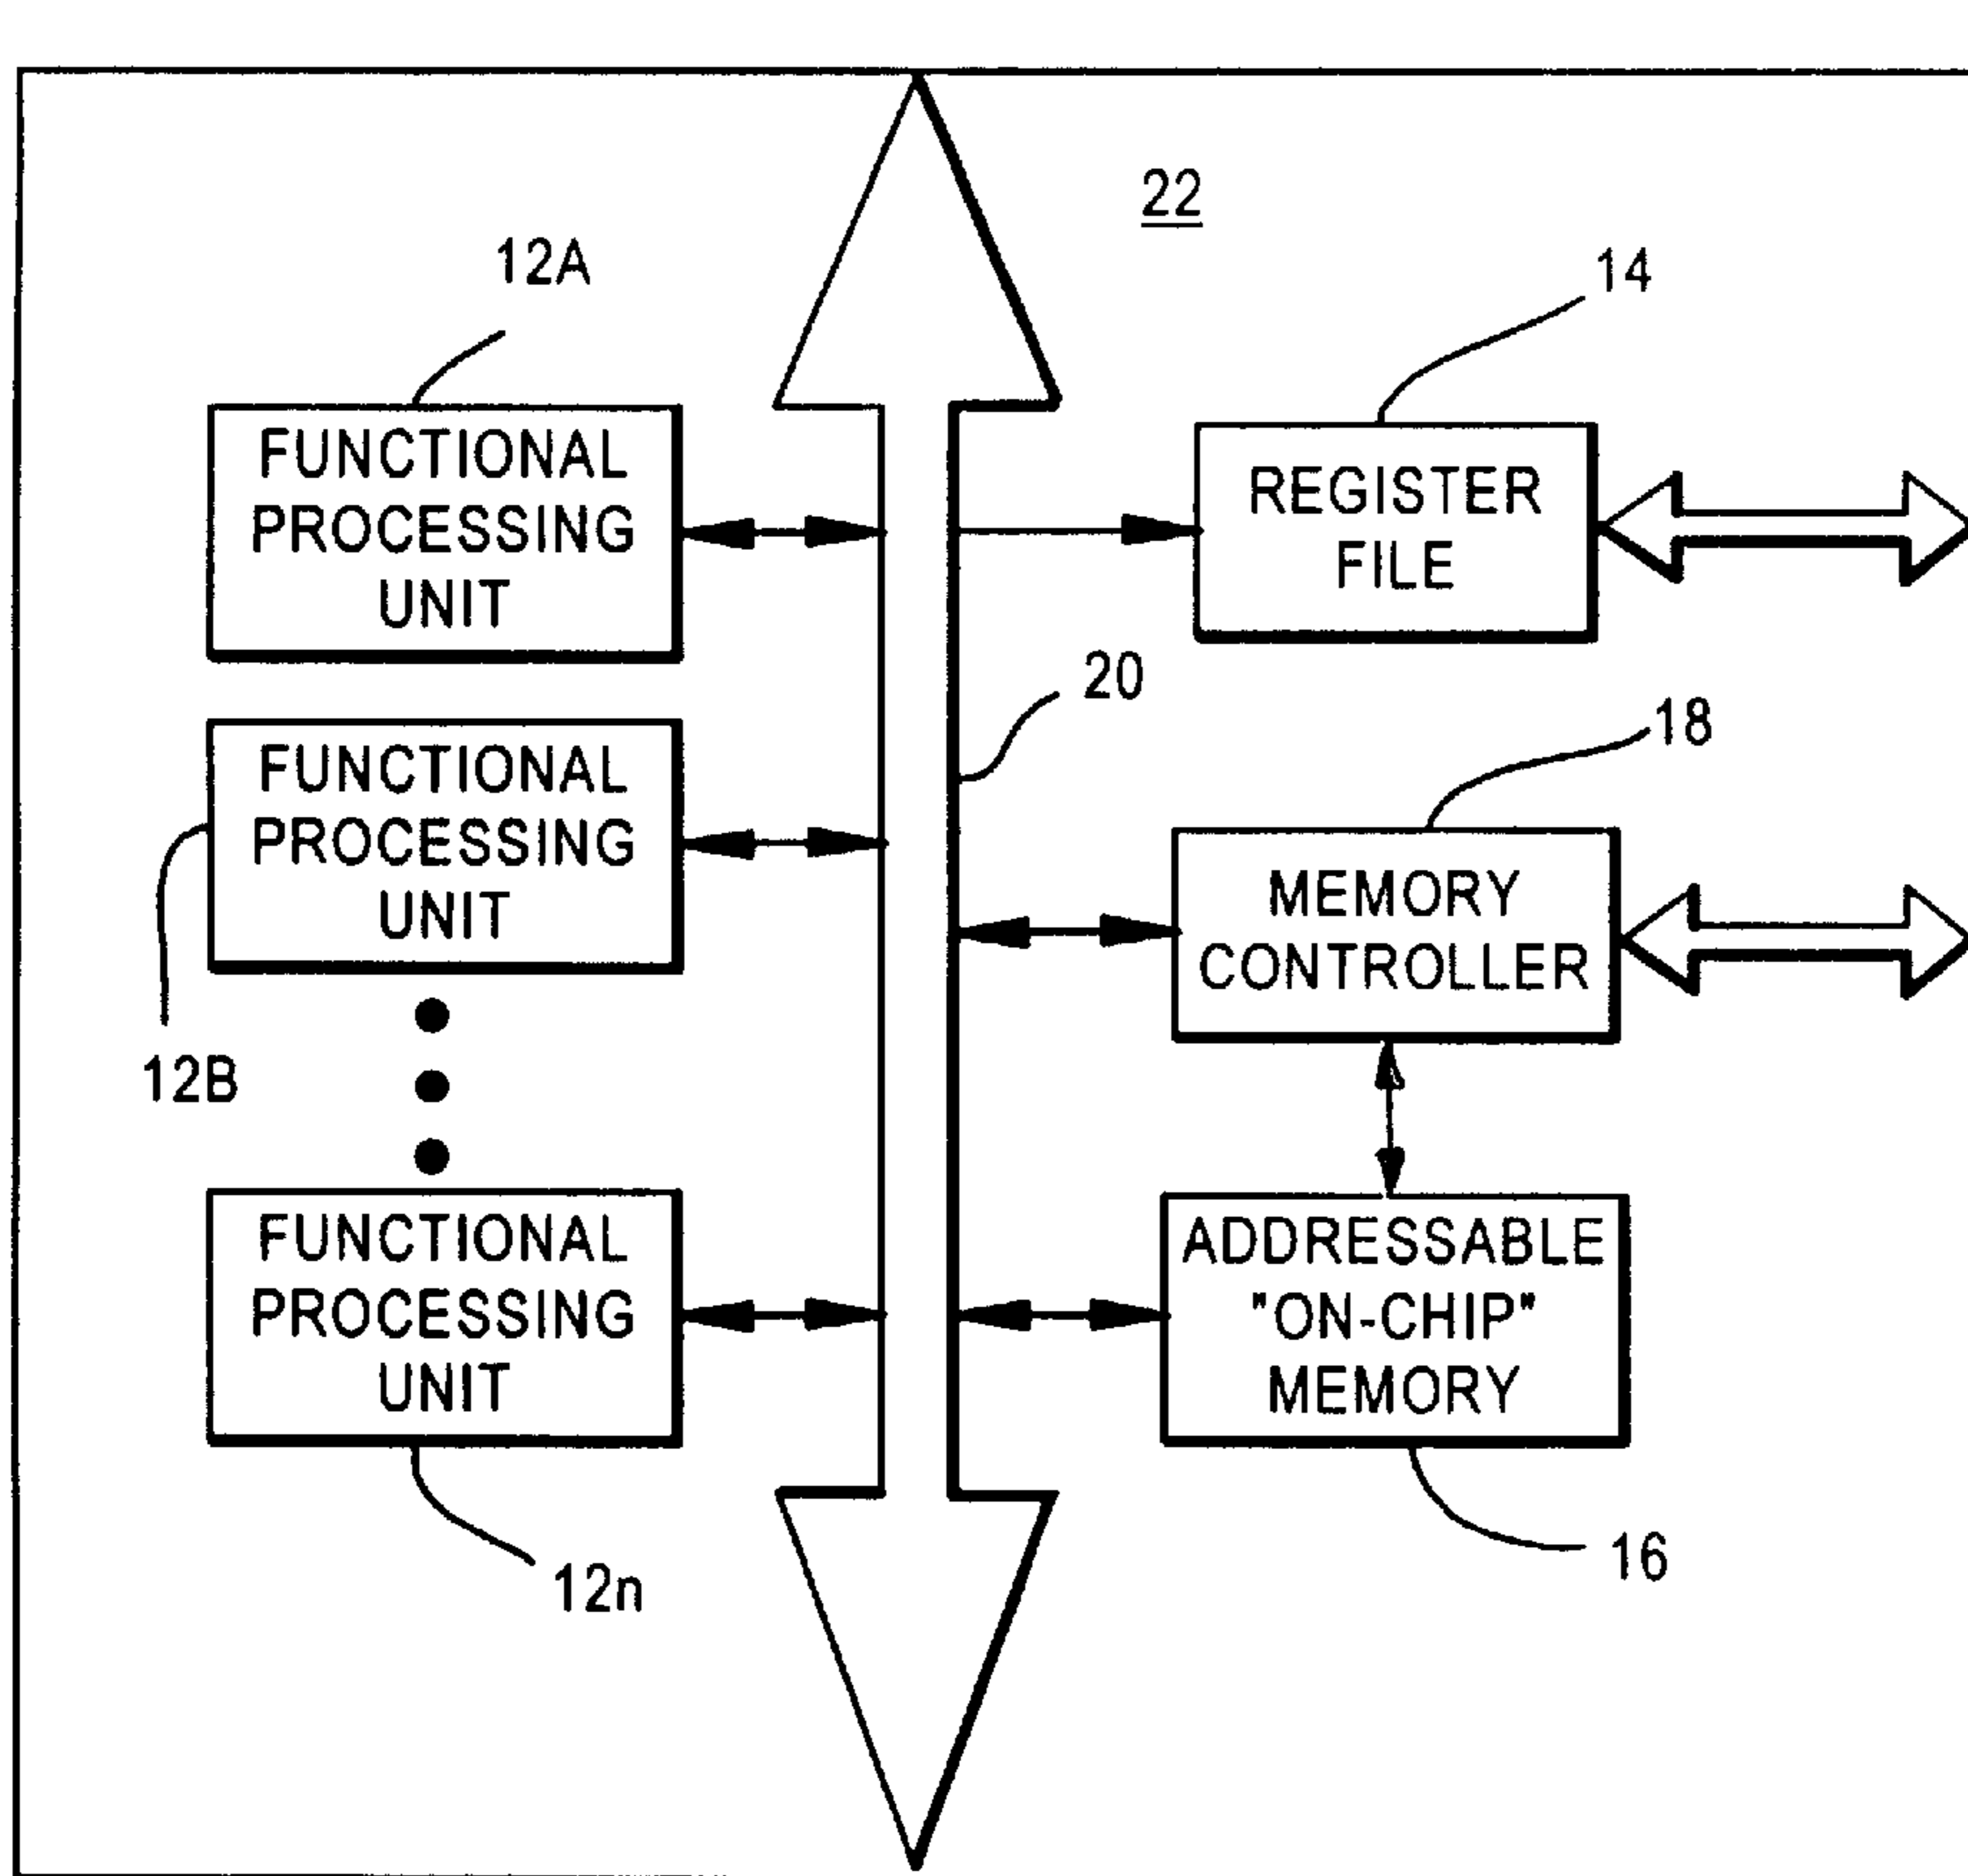 22
12A
14
FUNCTIONAL
PROCESSING
UNIT
REGISTER
FILE
20
18
FUNCTIONAL
PROCESSING
UNIT
MEMORY
CONTROLLER
12B
FUNCTIONAL
PROCESSING
UNIT
ADDRESSABLE
"ON-CHIP"
MEMORY
12n
16